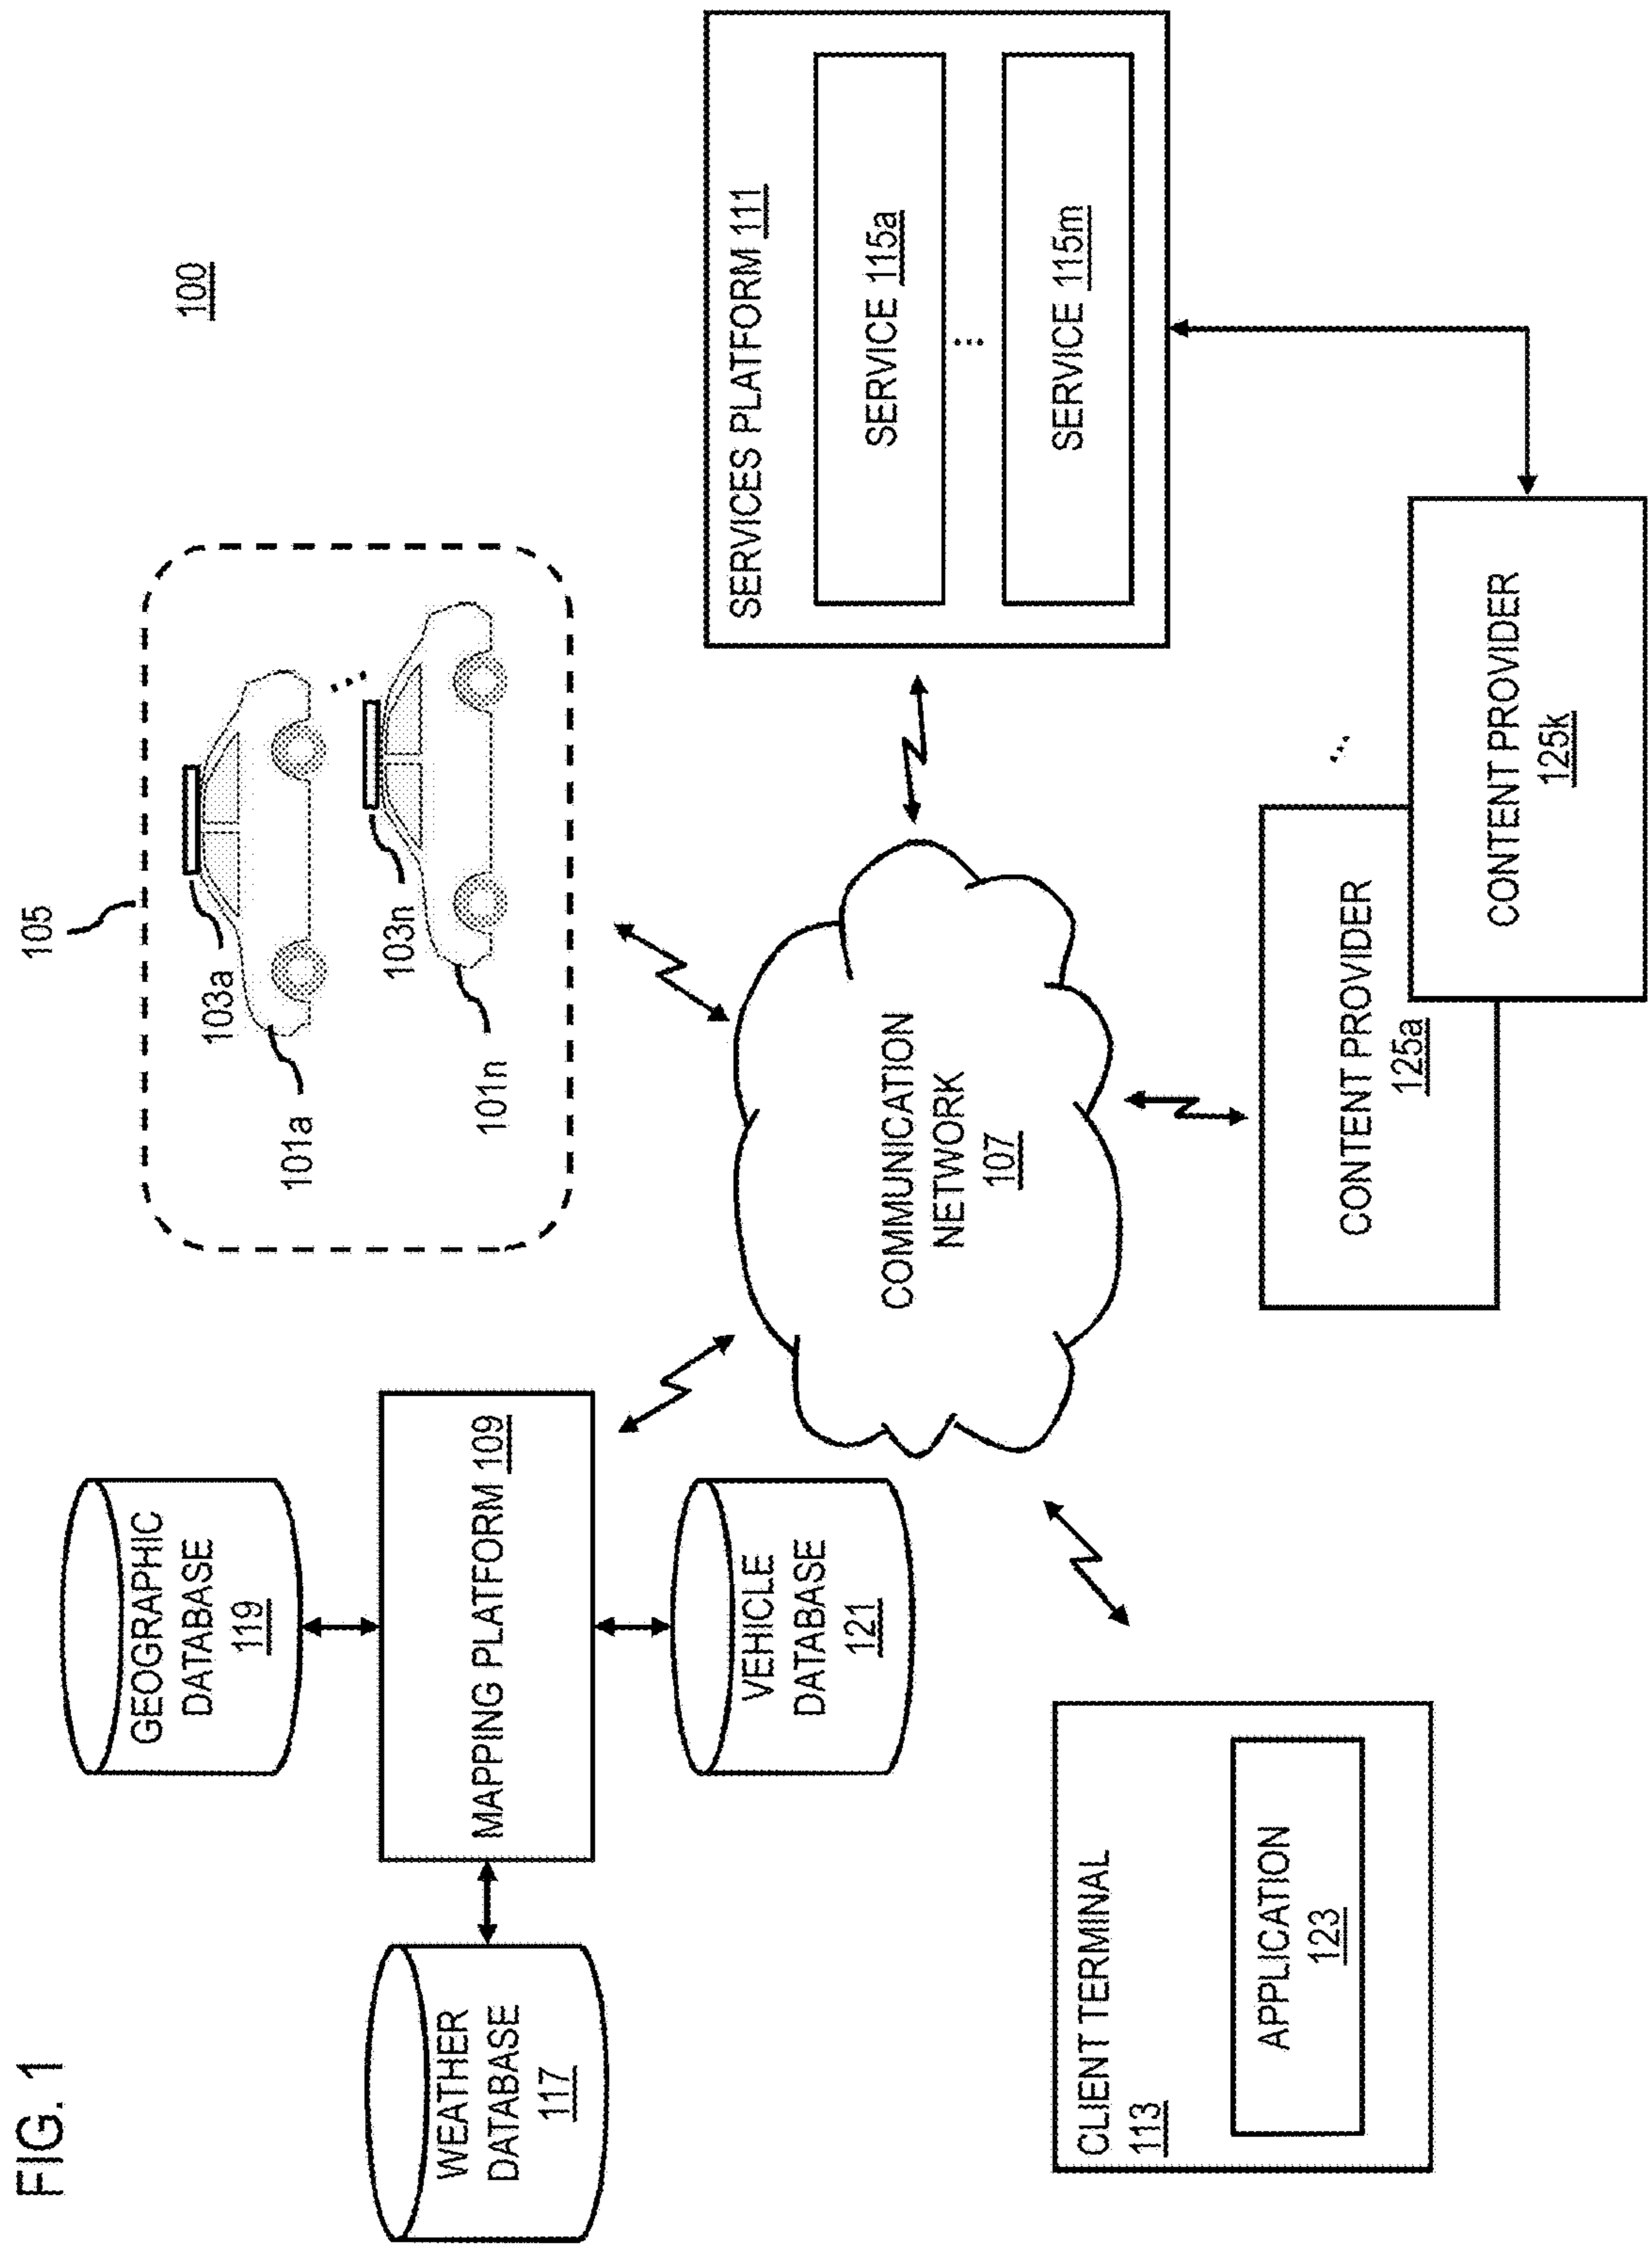 FIG. 1
100
105
103a
101a
103n
101n
GEOGRAPHIC
DATABASE
119
WEATHER
DATABASE
117
MAPPING PLATFORM 109
VEHICLE
DATABASE
121
COMMUNICATION
NETWORK
107
SERVICES PLATFORM 111
SERVICE 115a
...
SERVICE 115m
CLIENT TERMINAL
113
APPLICATION
123
CONTENT PROVIDER
125a
...
CONTENT PROVIDER
125k